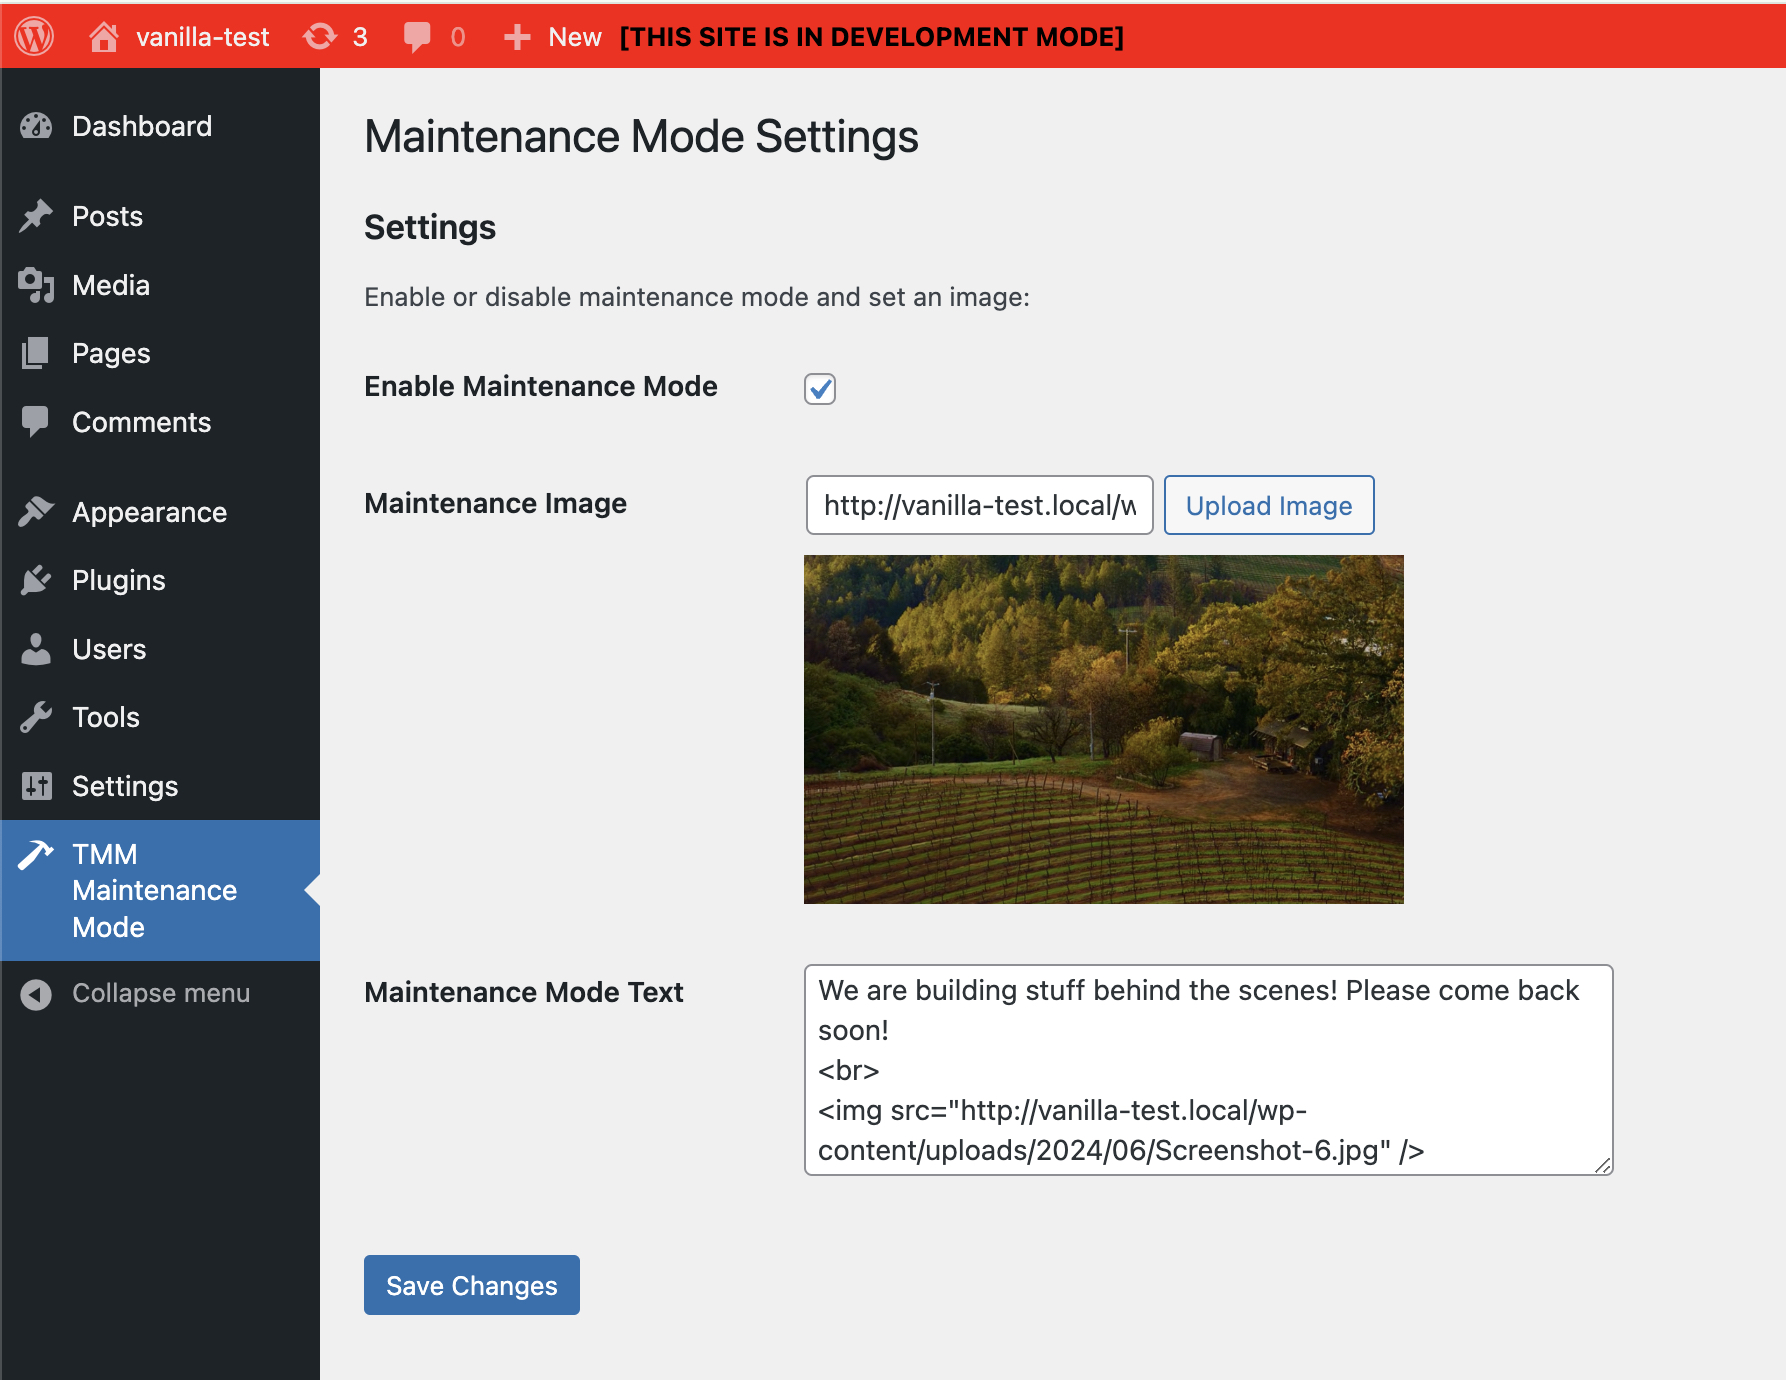 vanilla-test 3 0 New [THIS SITE IS IN DEVELOPMENT MODE]
Dashboard
Posts
Media
Pages
Comments
Appearance
Plugins
Users
Tools
Settings
TMM
Maintenance
Mode
Collapse menu
Maintenance Mode Settings
Settings
Enable or disable maintenance mode and set an image:
Enable Maintenance Mode
Maintenance Image
http://vanilla-test.local/w
Upload Image
Maintenance Mode Text
We are building stuff behind the scenes! Please come back
soon!
<br>
<img src="http://vanilla-test.local/wp-
content/uploads/2024/06/Screenshot-6.jpg" />
Save Changes